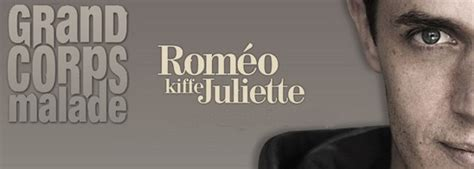 GRAND
CORPS
malade
Roméo
kiffe
Juliette